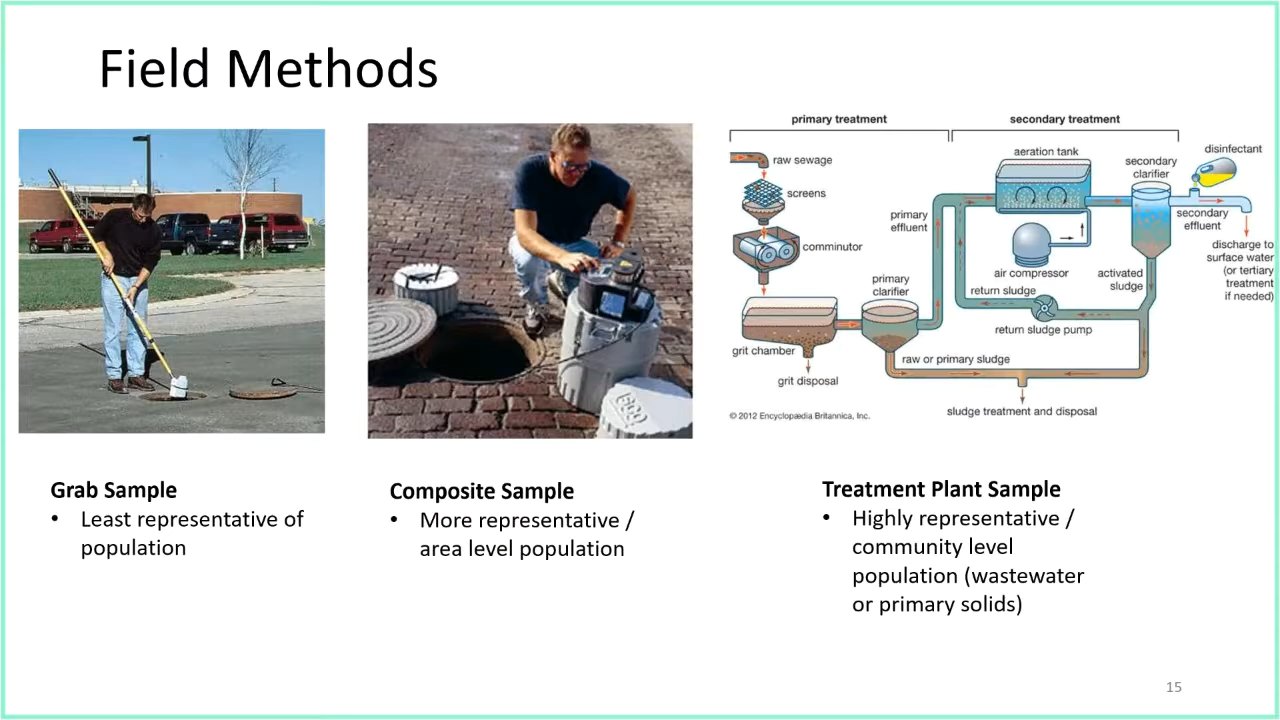 Field Methods
primary treatment
secondary treatment
raw sewage
screens
comminutor
grit chamber
grit disposal
primary
clarifier
primary
effluent
raw or primary sludge
aeration tank
air compressor
return sludge
return sludge pump
secondary
clarifier
activated
sludge
disinfectant
secondary
effluent
discharge to
surface water
(or tertiary
treatment
if needed)
sludge treatment and disposal
© 2012 Encyclopædia Britannica, Inc.
Grab Sample
• Least representative of
population
Composite Sample
• More representative /
area level population
Treatment Plant Sample
• Highly representative /
community level
population (wastewater
or primary solids)
15